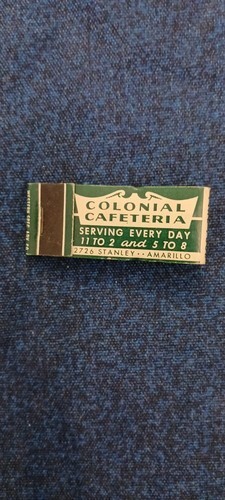 COLONIAL
CAFETERIA
SERVING EVERY DAY
11 TO 2 and 5 TO 8
2726 STANLEY -- AMARILLO